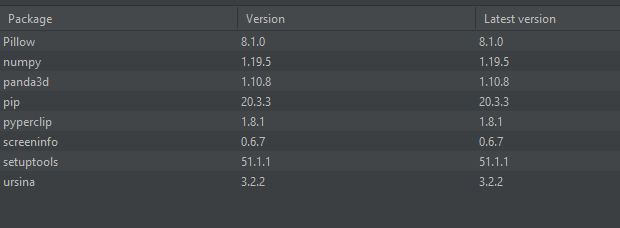 Package Version Latest version
Pillow 8.1.0 8.1.0
numpy 1.19.5 1.19.5
panda3d 1.10.8 1.10.8
pip 20.3.3 20.3.3
pyperclip 1.8.1 1.8.1
screeninfo 0.6.7 0.6.7
setuptools 51.1.1 51.1.1
ursina 3.2.2 3.2.2